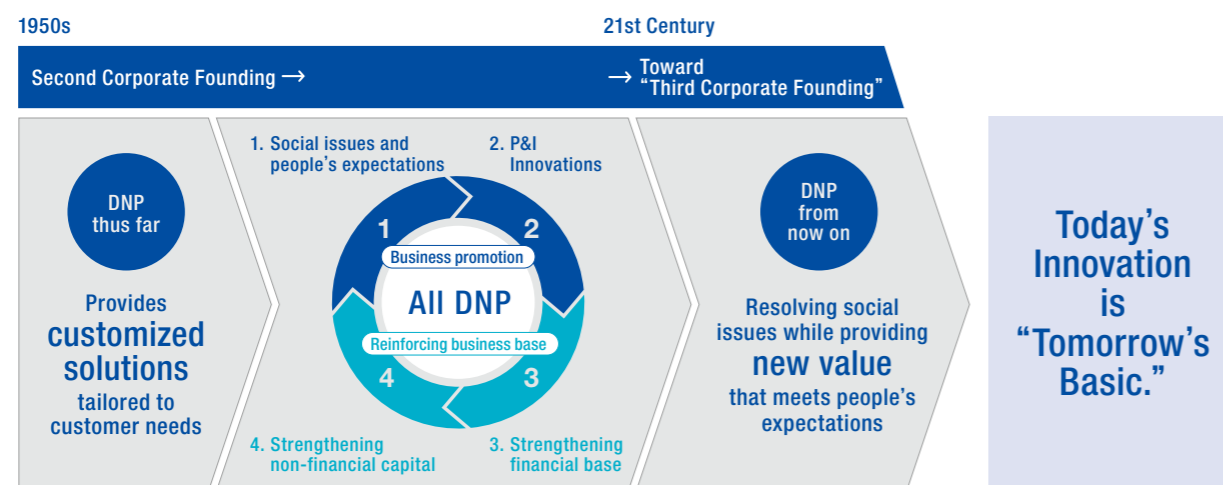 1950s
21st Century
Second Corporate Founding →
→ Toward
“Third Corporate Founding”
DNP
thus far
Provides
customized
solutions
tailored to
customer needs
1. Social issues and
people’s expectations
2. P&I
Innovations
1
2
Business promotion
All DNP
Reinforcing business base
4
3
4. Strengthening
non-financial capital
3. Strengthening
financial base
DNP
from
now on
Resolving social
issues while providing
new value
that meets people’s
expectations
Today’s
Innovation
is
“Tomorrow’s
Basic.”